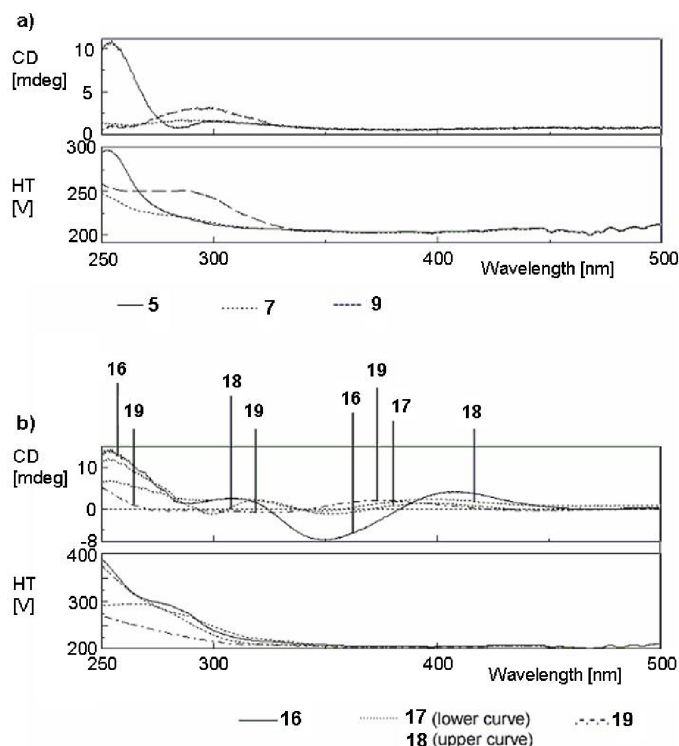 a)
CD
[mdeg]
10
5
0
HT
[V]
300
250
200
250 300 400 500
Wavelength [nm]
5 7 9
b)
16 19 18 19 16 19 17 18
CD
[mdeg]
10
0
-8
HT
[V]
400
300
200
250 300 400 500
Wavelength [nm]
16 17 (lower curve) 19
18 (upper curve)